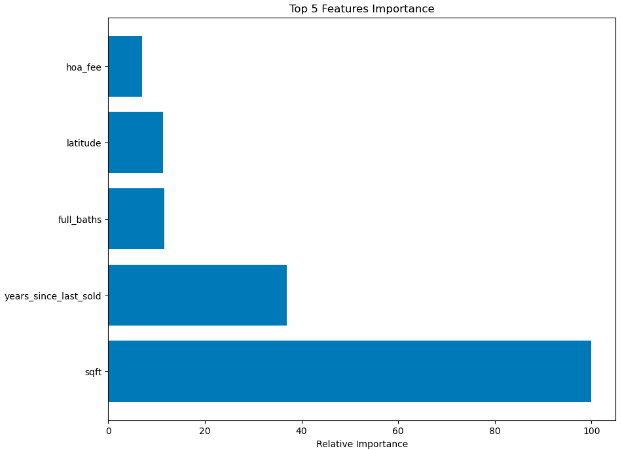 Top 5 Features Importance
hoa_fee
latitude
full_baths
years_since_last_sold
sqft
0 20 40 60 80 100
Relative Importance